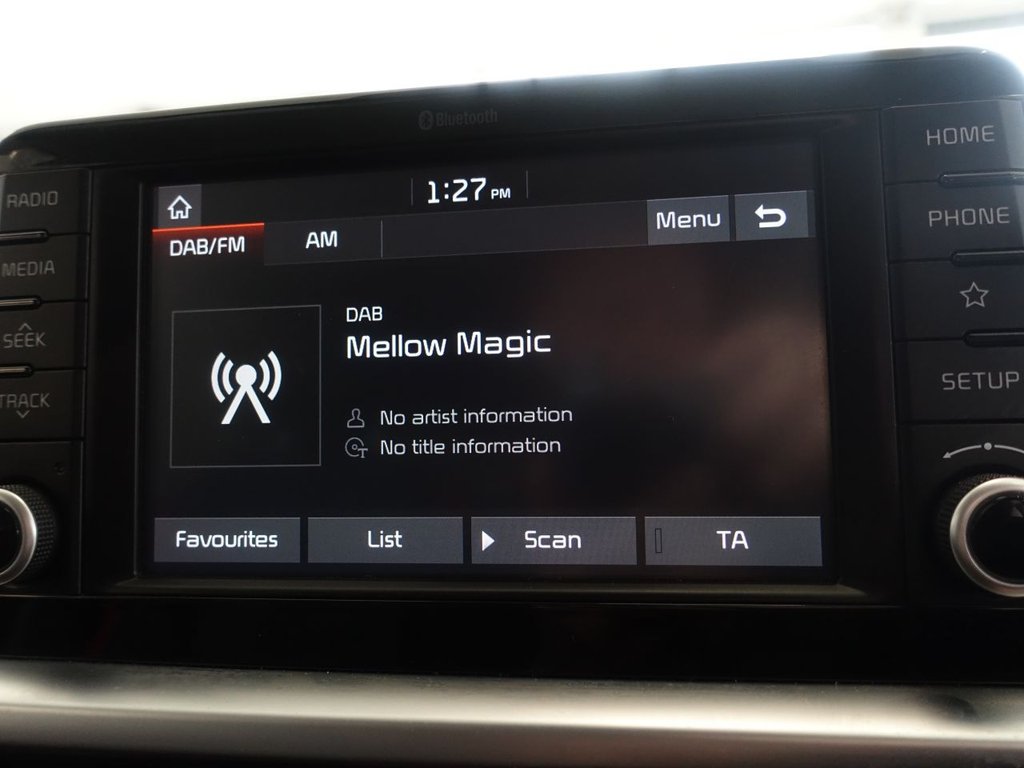 Bluetooth
RADIO
MEDIA
SEEK
TRACK
1:27 PM
DAB/FM
AM
Menu
DAB
Mellow Magic
No artist information
No title information
Favourites
List
Scan
TA
HOME
PHONE
SETUP